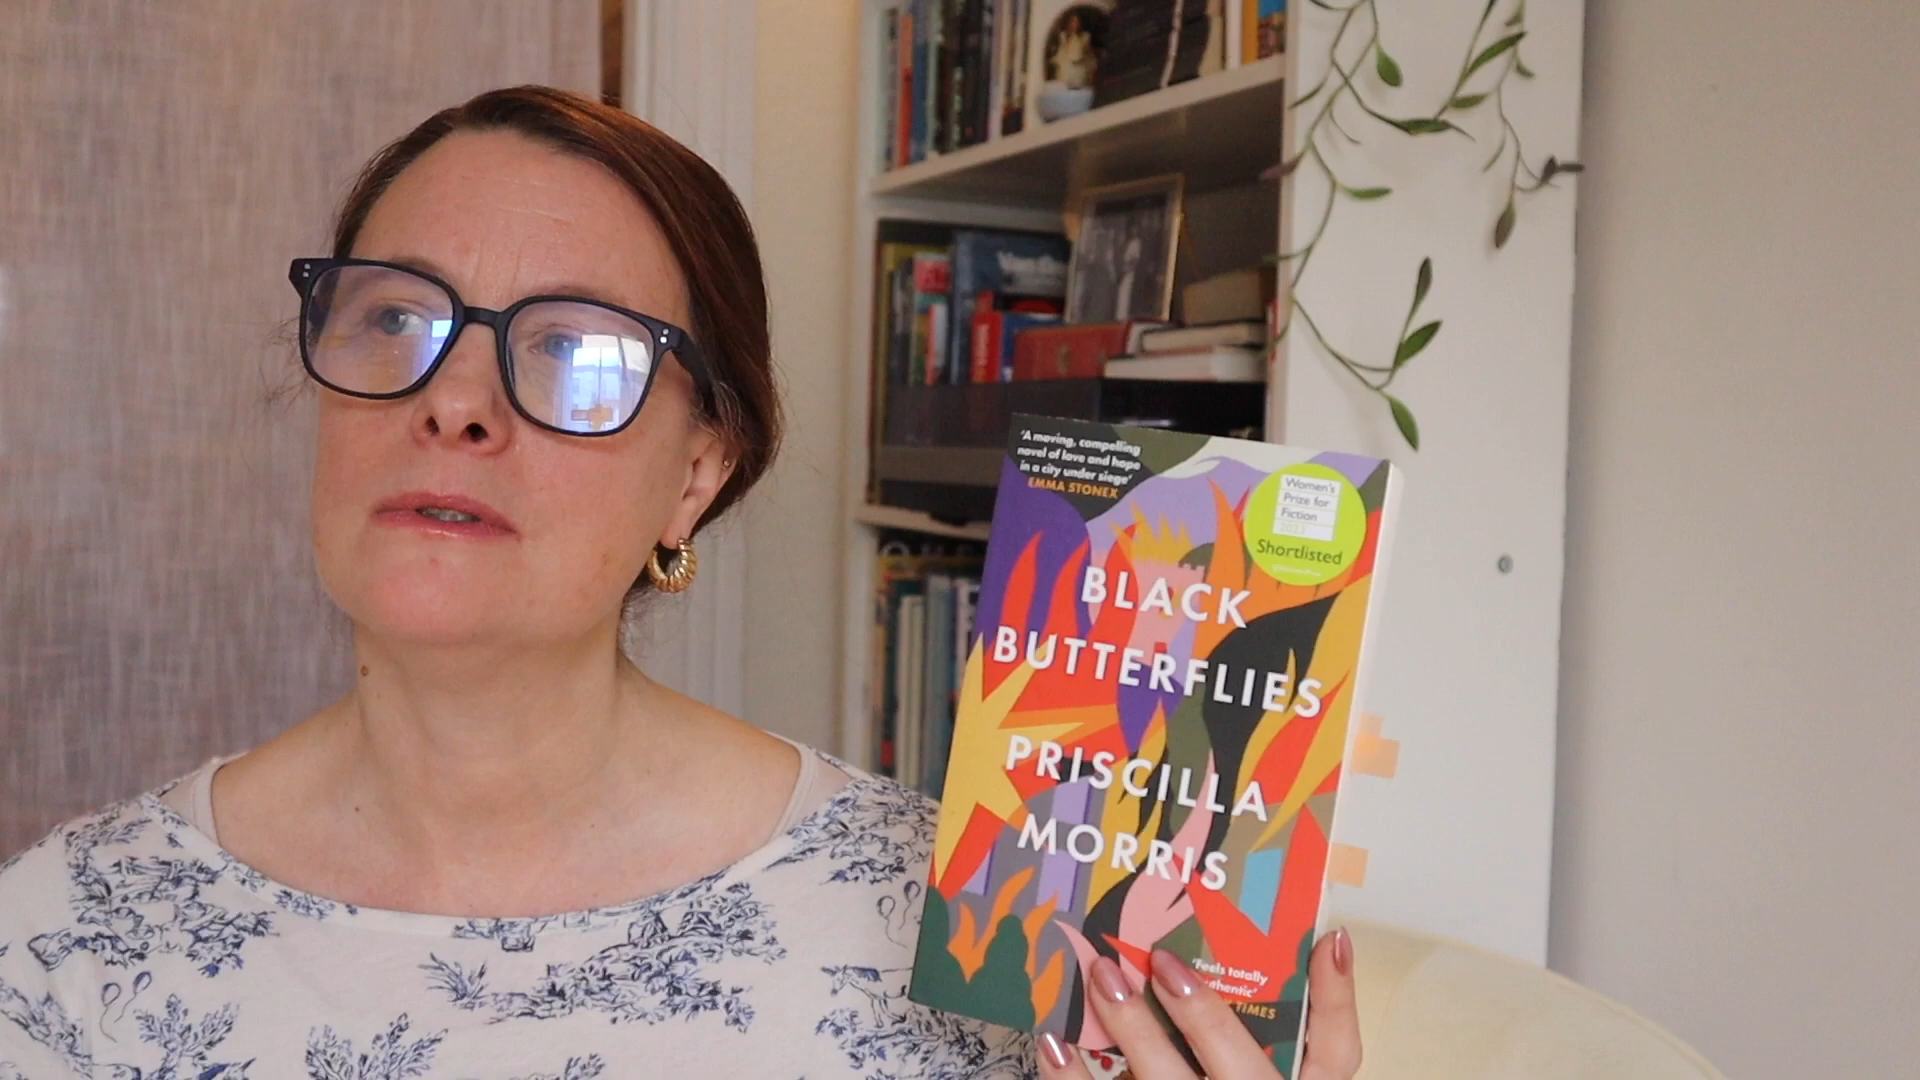 'A moving, compelling
novel of love and hope
in a city under siege'
EMMA STONEX
Women's
Prize for
Fiction
Shortlisted
BLACK
BUTTERFLIES
PRISCILLA
MORRIS
'Feels totally
TIMES